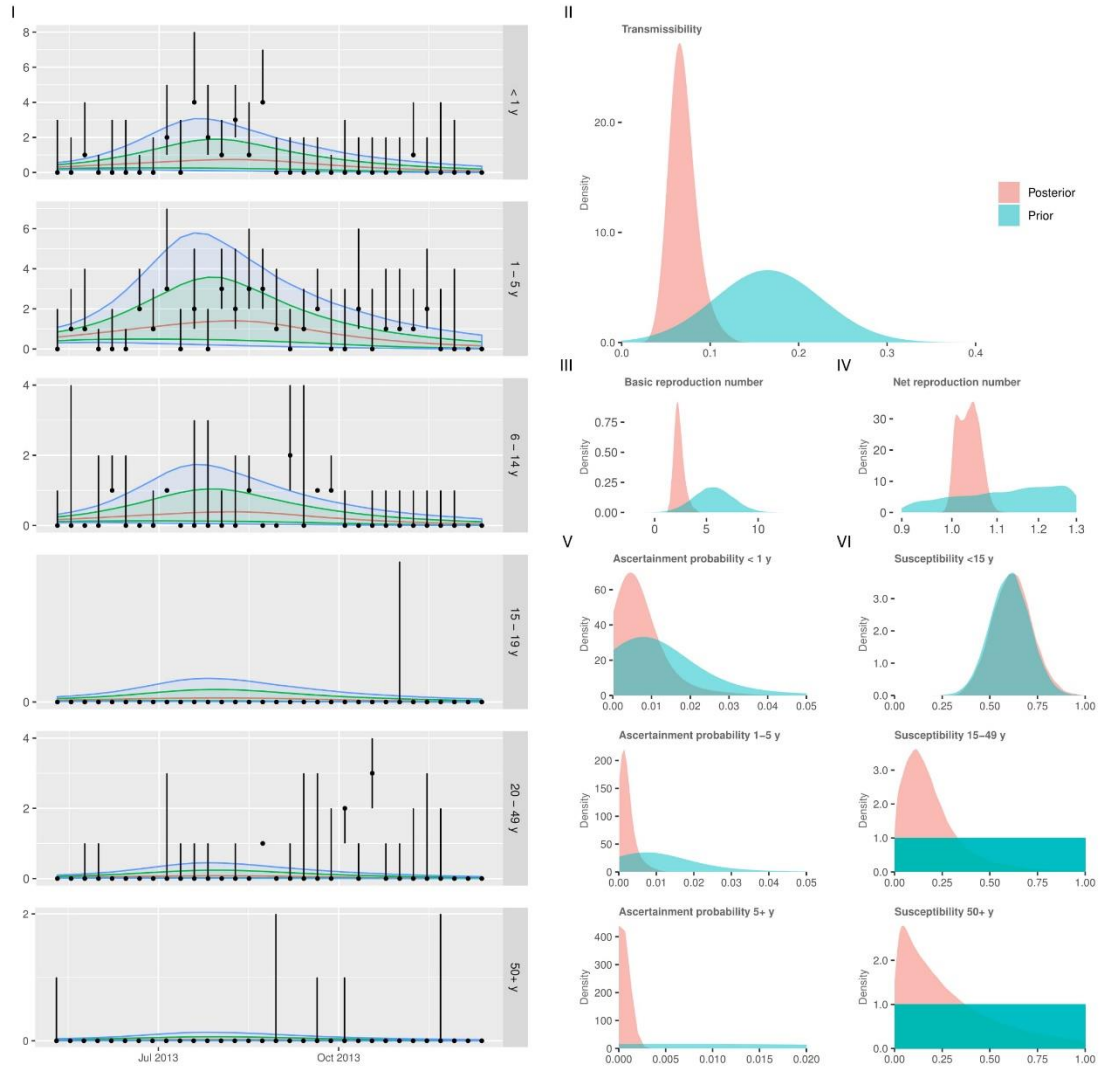 I
8
6
4
2
0
< 1 y
6
4
2
0
1 – 5 y
4
2
0
6 – 14 y
0
15 – 19 y
4
2
0
20 – 49 y
2
0
50+ y
Jul 2013
Oct 2013
II
Transmissibility
Density
20.0
10.0
0.0
0.0
0.1
0.2
0.3
0.4
Posterior
Prior
III
Basic reproduction number
Density
0.75
0.50
0.25
0.00
0
5
10
IV
Net reproduction number
Density
30
20
10
0
0.9
1.0
1.1
1.2
1.3
V
Ascertainment probability < 1 y
Density
60
40
20
0
0.00
0.01
0.02
0.03
0.04
0.05
VI
Susceptibility <15 y
Density
3.0
2.0
1.0
0.0
0.00
0.25
0.50
0.75
1.00
Ascertainment probability 1–5 y
Density
200
150
100
50
0
0.00
0.01
0.02
0.03
0.04
0.05
Susceptibility 15–49 y
Density
3.0
2.0
1.0
0.0
0.00
0.25
0.50
0.75
1.00
Ascertainment probability 5+ y
Density
400
300
200
100
0
0.000
0.005
0.010
0.015
0.020
Susceptibility 50+ y
Density
2.0
1.0
0.0
0.00
0.25
0.50
0.75
1.00